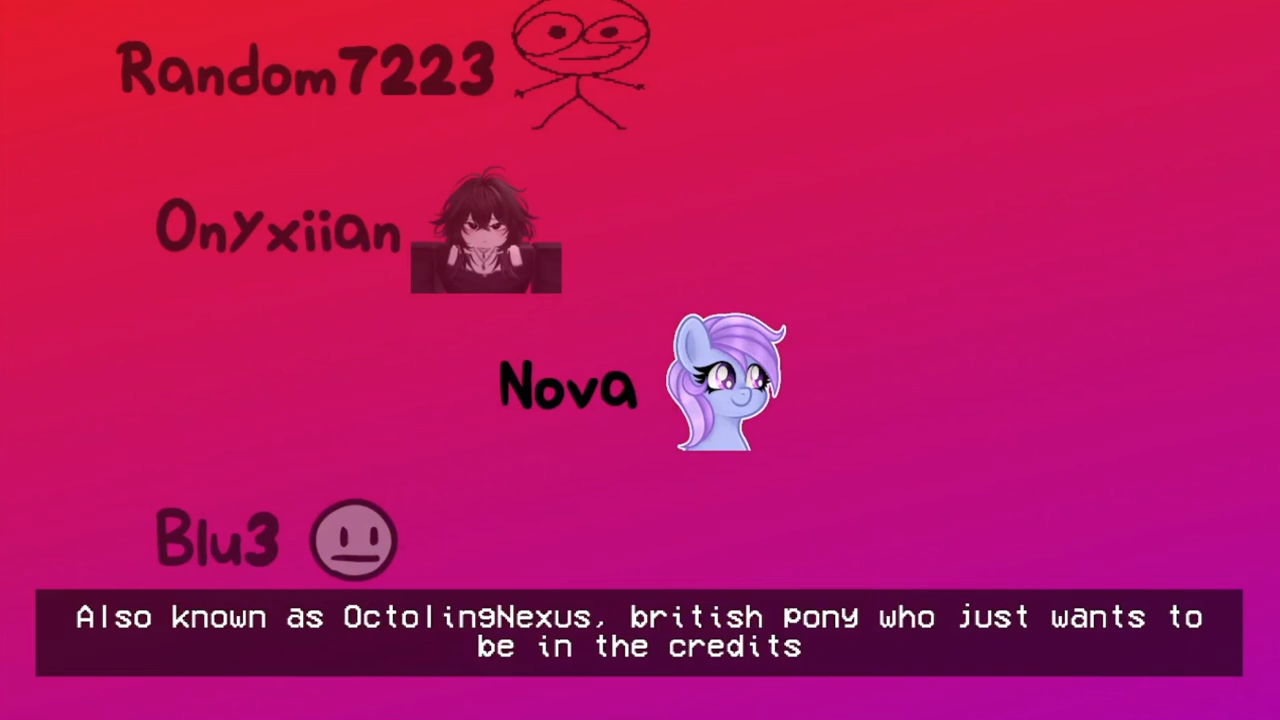 Random7223
Onyxiian
Nova
Blu3
Also known as OctolingNexus, british pony who just wants to
be in the credits